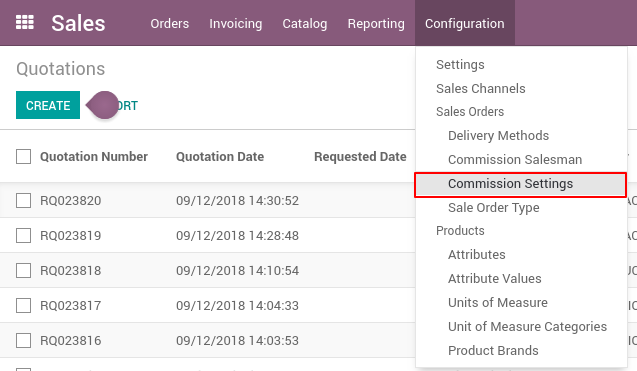 Sales Orders Invoicing Catalog Reporting Configuration
Quotations
CREATE ORT
Settings
Sales Channels
Sales Orders
Delivery Methods
Commission Salesman
Commission Settings
Sale Order Type
Products
Attributes
Attribute Values
Units of Measure
Unit of Measure Categories
Product Brands
Quotation Number Quotation Date Requested Date
RQ023820 09/12/2018 14:30:52
RQ023819 09/12/2018 14:28:48
RQ023818 09/12/2018 14:10:54
RQ023817 09/12/2018 14:04:33
RQ023816 09/12/2018 14:03:53